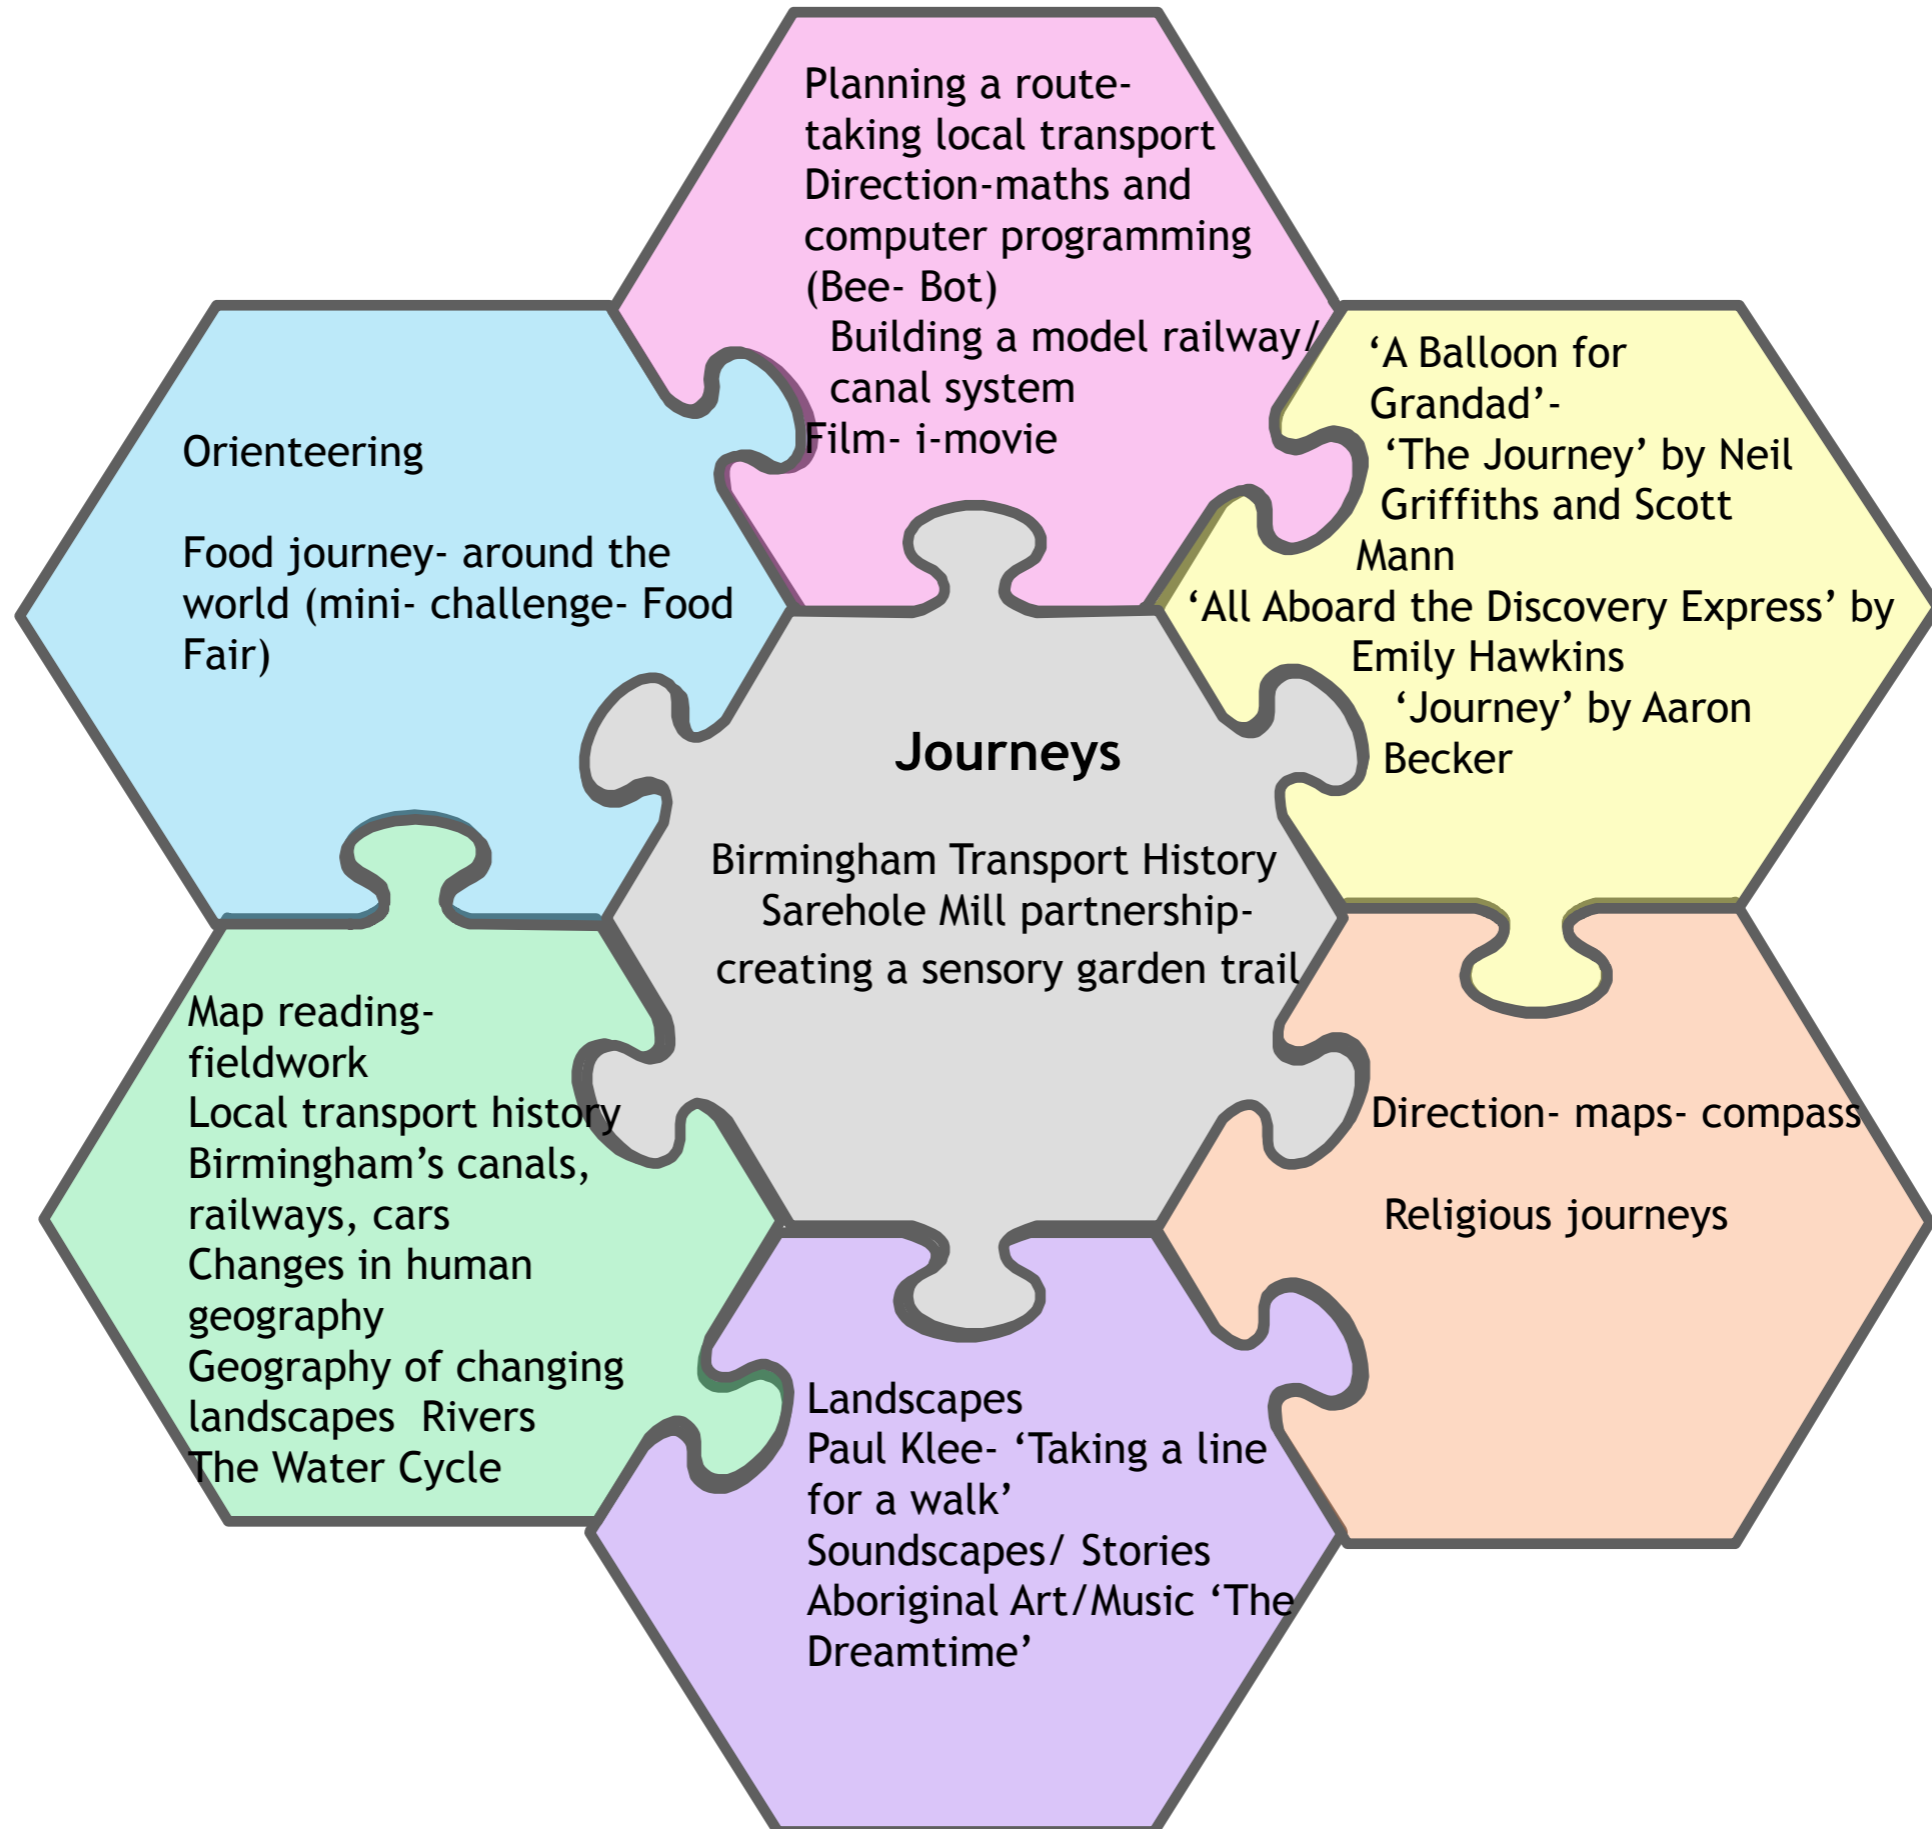 Planning a route-
taking local transport
Direction-maths and
computer programming
(Bee- Bot)
Building a model railway/
canal system
Film- i-movie
Orienteering
Food journey- around the
world (mini- challenge- Food
Fair)
‘A Balloon for
Grandad’-
‘The Journey’ by Neil
Griffiths and Scott
Mann
‘All Aboard the Discovery Express’ by
Emily Hawkins
‘Journey’ by Aaron
Becker
Journeys
Birmingham Transport History
Sarehole Mill partnership-
creating a sensory garden trail
Map reading-
fieldwork
Local transport history
Birmingham’s canals,
railways, cars
Changes in human
geography
Geography of changing
landscapes  Rivers
The Water Cycle
Direction- maps- compass
Religious journeys
Landscapes
Paul Klee- ‘Taking a line
for a walk’
Soundscapes/ Stories
Aboriginal Art/Music ‘The
Dreamtime’